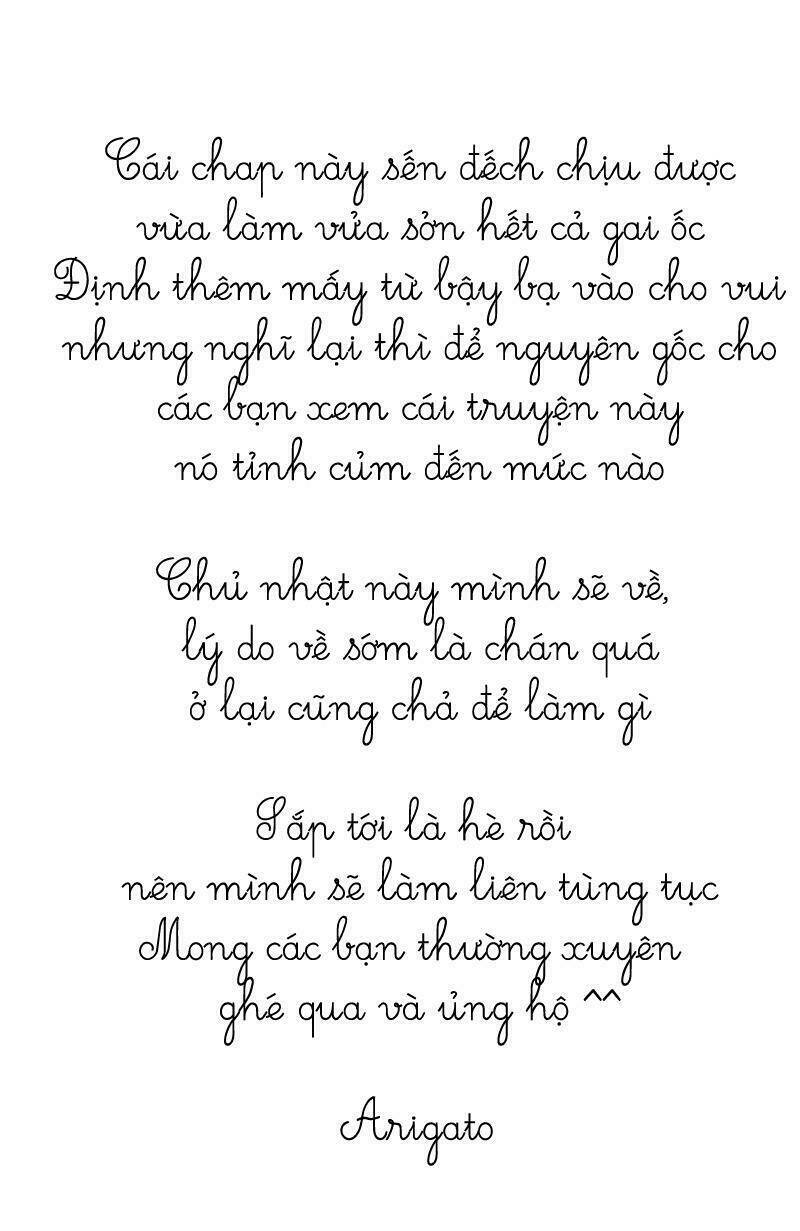 Cái chap này sến đếch chịu được
vừa làm vửa sởn hết cả gai ốc
Định thêm mấy từ bậy bạ vào cho vui
nhưng nghĩ lại thì để nguyên gốc cho
các bạn xem cái truyện này
nó tỉnh củm đến mức nào
Chủ nhật này mình sẽ về,
lý do về sớm là chán quá
ở lại cũng chả để làm gì
Sắp tới là hè rồi
nên mình sẽ làm liên tùng tục
Mong các bạn thường xuyên
ghé qua và ủng hộ ^^
Arigato